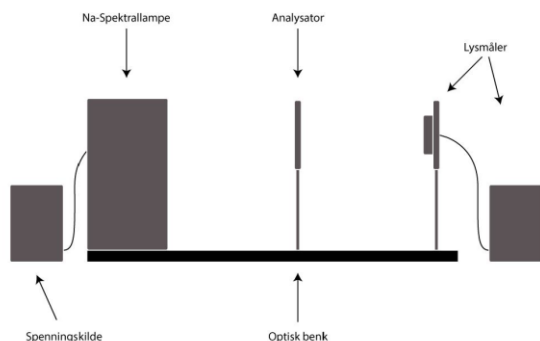 Na-Spektrallampe
Analysator
Lysmåler
Spenningskilde
Optisk benk